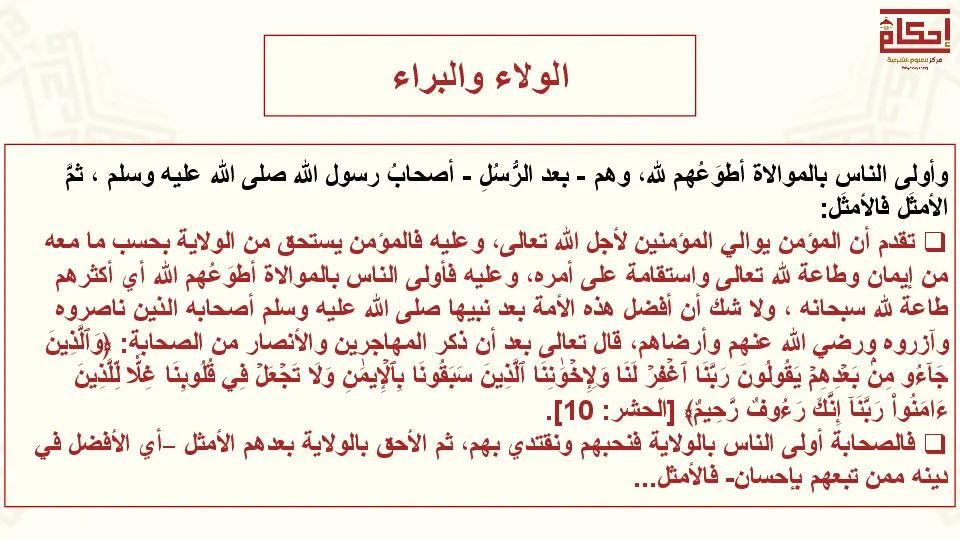 إحكام
مركز للعلوم الشرعية
الولاء والبراء
وأولى الناس بالموالاة أطوَعُهم لله، وهم - بعد الرُّسُلِ - أصحابُ رسول الله صلى الله عليه وسلم ، ثمَّ
الأمثَل فالأمثَل:
❑ تقدم أن المؤمن يوالي المؤمنين لأجل الله تعالى، وعليه فالمؤمن يستحق من الولاية بحسب ما معه
من إيمان وطاعة لله تعالى واستقامة على أمره، وعليه فأولى الناس بالموالاة أطوَعُهم الله أي أكثرهم
طاعة لله سبحانه ، ولا شك أن أفضل هذه الأمة بعد نبيها صلى الله عليه وسلم أصحابه الذين ناصروه
وآزروه ورضي الله عنهم وأرضاهم، قال تعالى بعد أن ذكر المهاجرين والأنصار من الصحابة: ﴿وَٱلَّذِينَ
جَآءُو مِنۢ بَعۡدِهِمۡ يَقُولُونَ رَبَّنَا ٱغۡفِرۡ لَنَا وَلِإِخۡوَٰنِنَا ٱلَّذِينَ سَبَقُونَا بِٱلۡإِيمَٰنِ وَلَا تَجۡعَلۡ فِي قُلُوبِنَا غِلّٗا لِّلَّذِينَ
ءَامَنُواْ رَبَّنَآ إِنَّكَ رَءُوفٞ رَّحِيمٌ﴾ [الحشر: 10].
❑ فالصحابة أولى الناس بالولاية فنحبهم ونقتدي بهم، ثم الأحق بالولاية بعدهم الأمثل –أي الأفضل في
دينه ممن تبعهم بإحسان- فالأمثل...